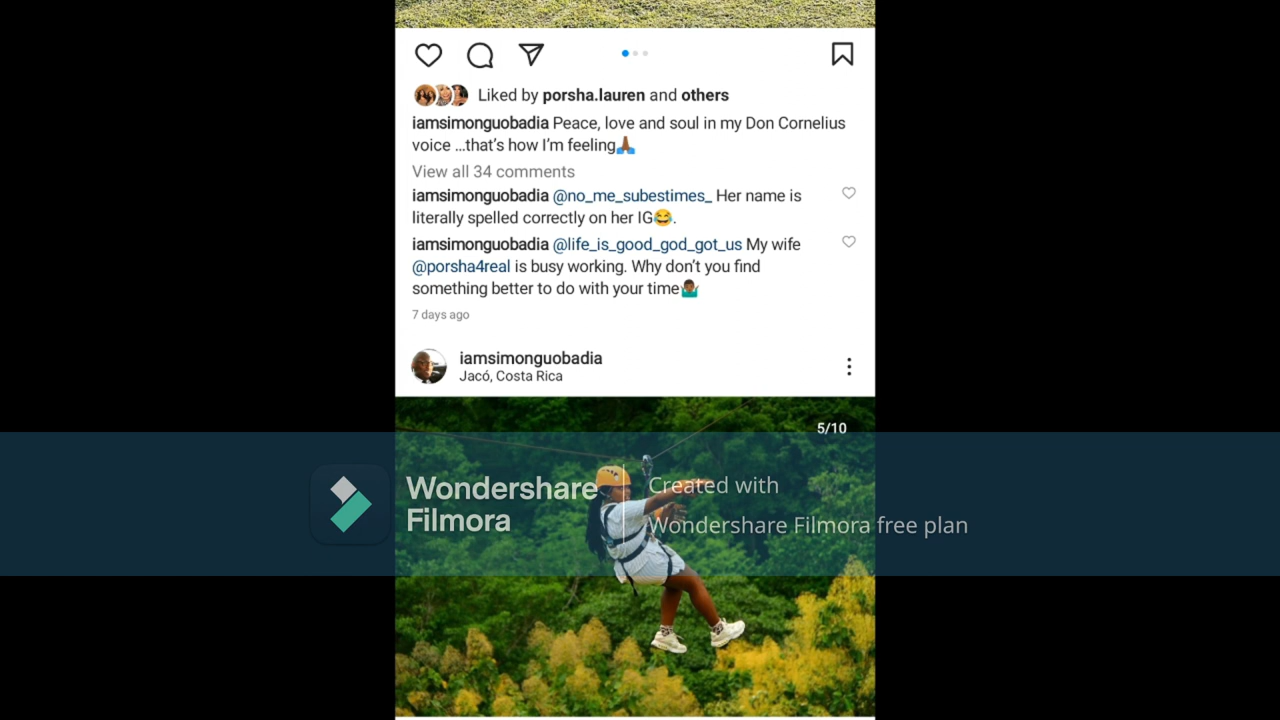 Liked by porsha.lauren and others
iamsimonguobadia Peace, love and soul in my Don Cornelius
voice ...that's how I'm feeling🙏🏾
View all 34 comments
iamsimonguobadia @no_me_subestimes_ Her name is
literally spelled correctly on her IG😂.
iamsimonguobadia @life_is_good_god_got_us My wife
@porsha4real is busy working. Why don't you find
something better to do with your time🤷🏾‍♂️
7 days ago
iamsimonguobadia
Jacó, Costa Rica
5/10
Wondershare
Filmora
Created with
Wondershare Filmora free plan